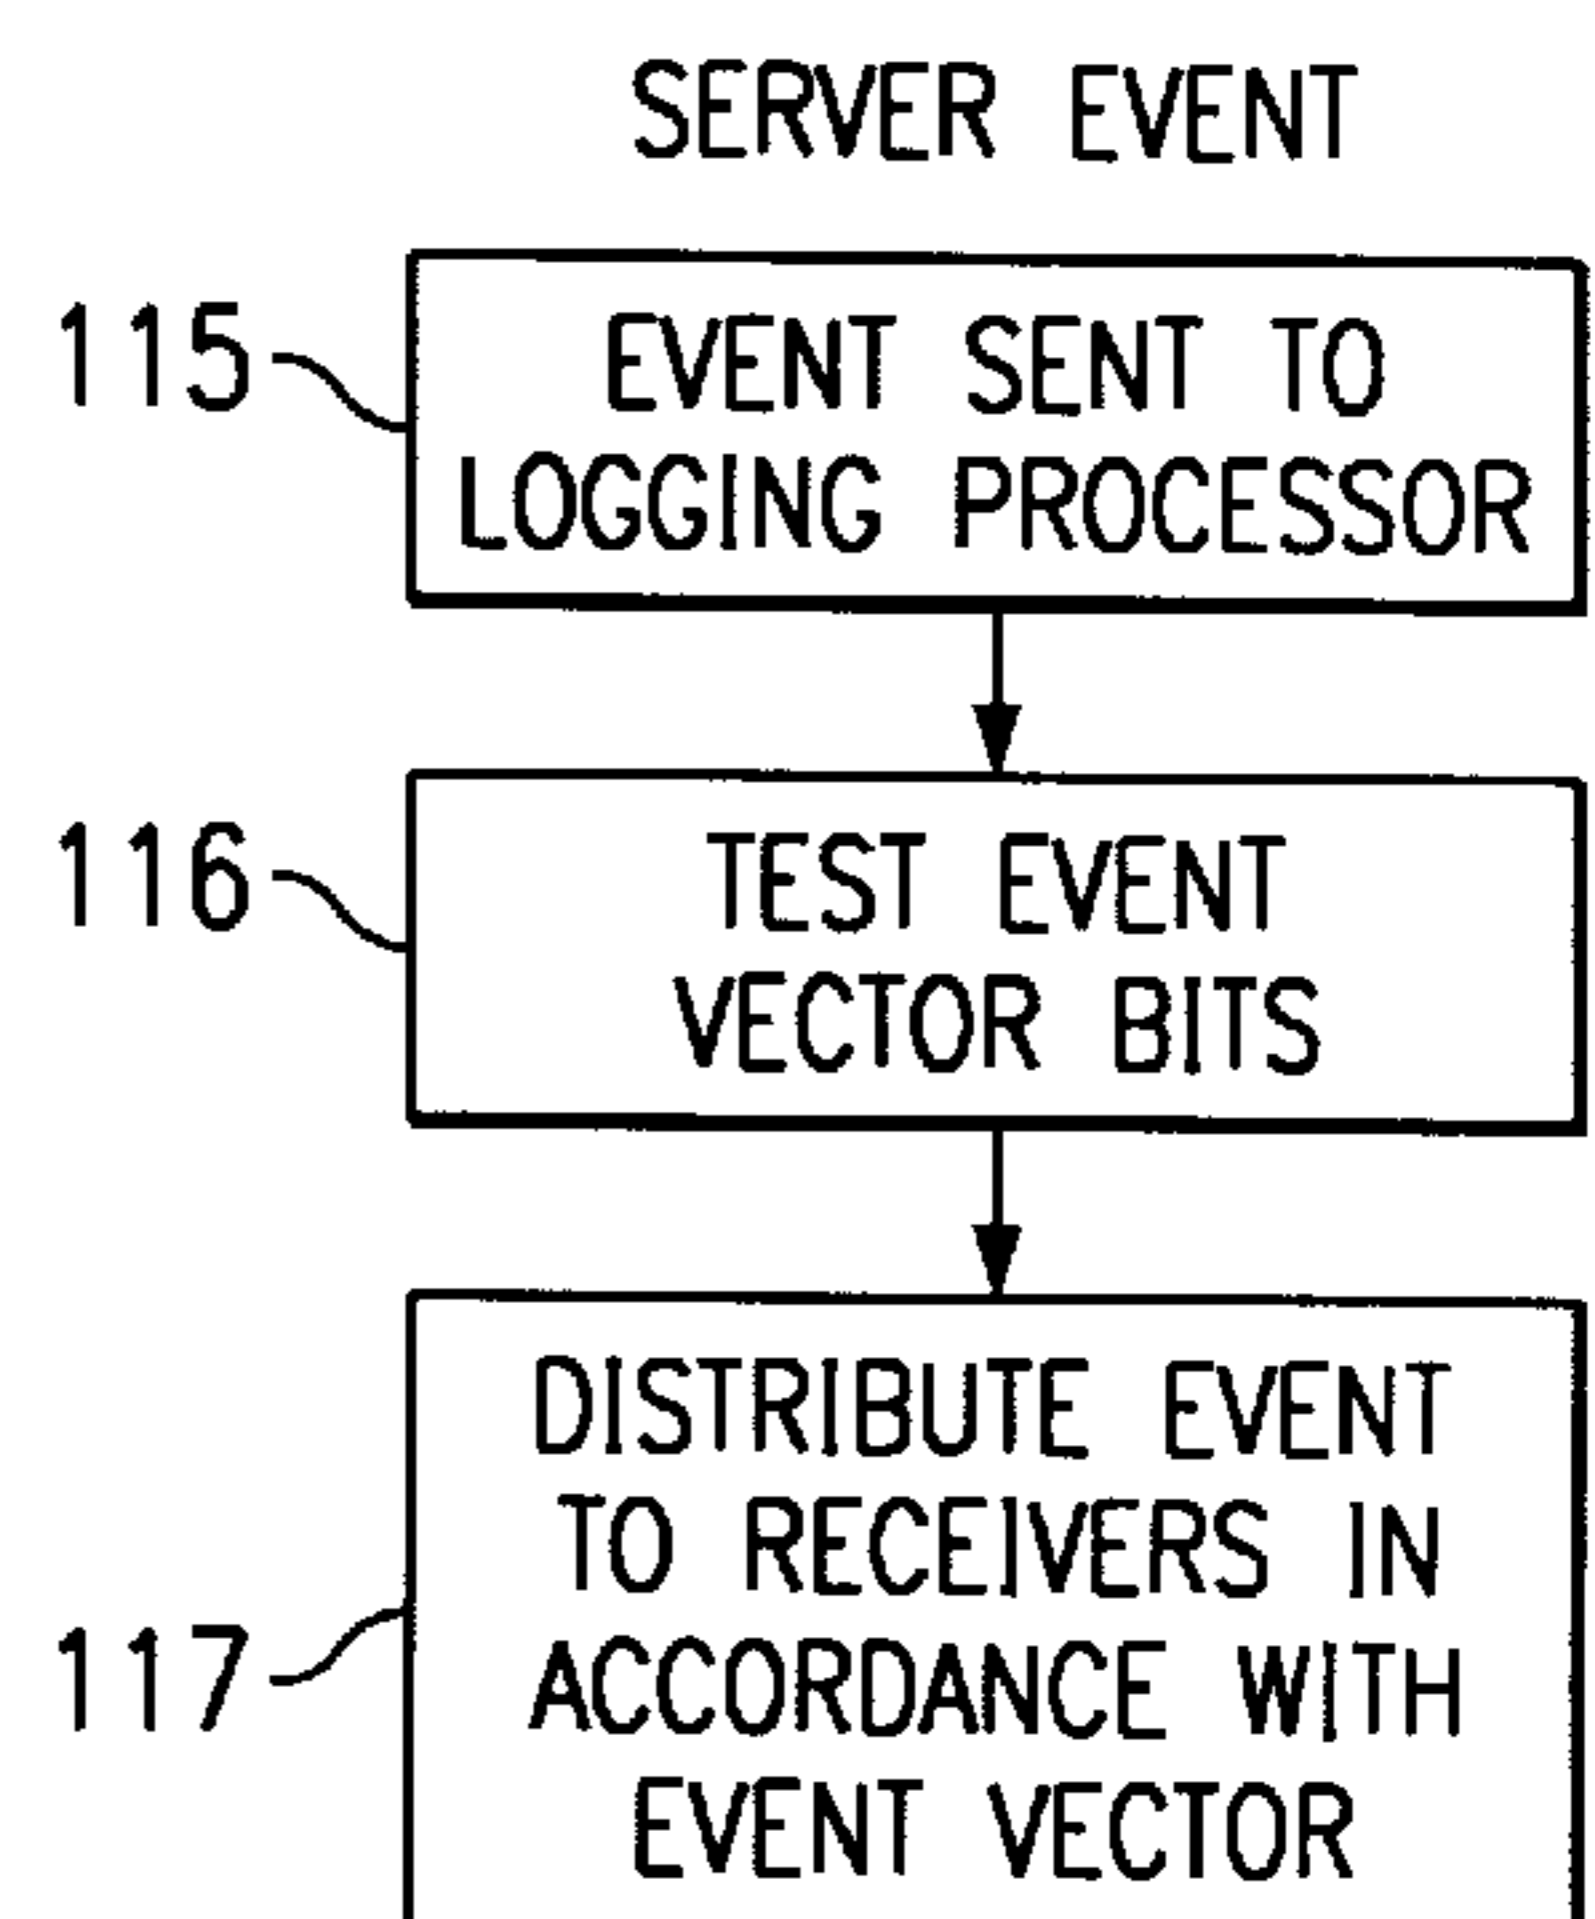 SERVER EVENT
115
EVENT SENT TO
LOGGING PROCESSOR
116
TEST EVENT
VECTOR BITS
117
DISTRIBUTE EVENT
TO RECEIVERS IN
ACCORDANCE WITH
EVENT VECTOR